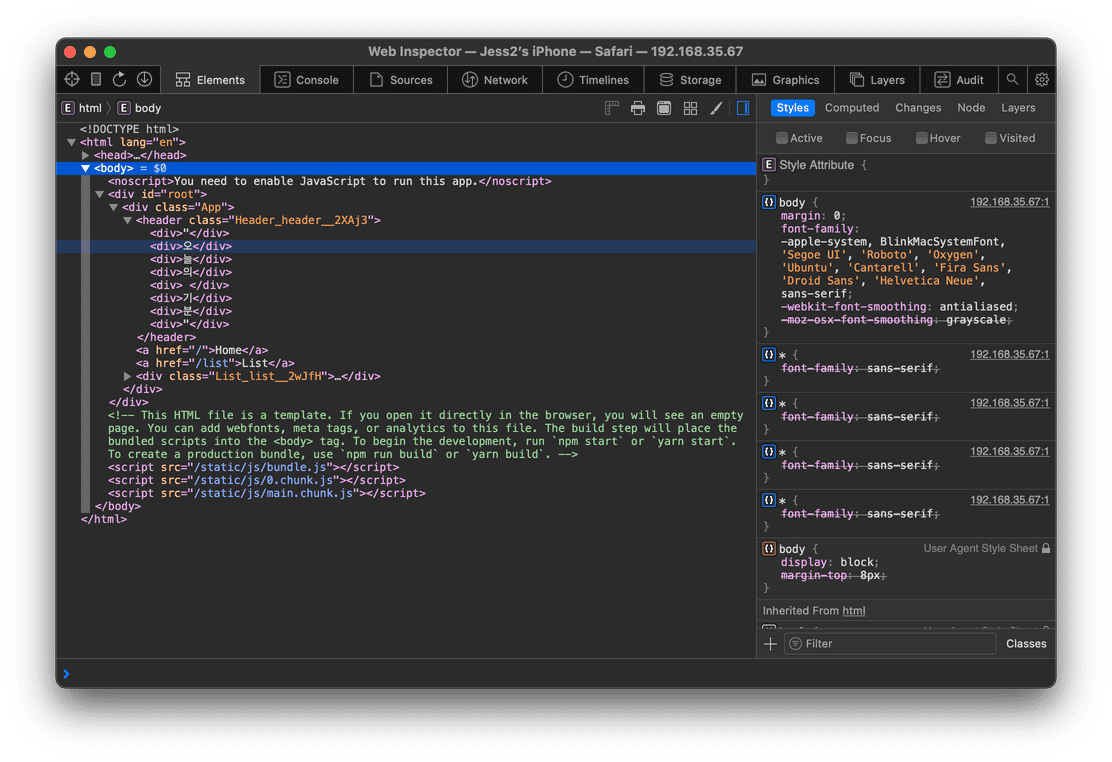 Web Inspector — Jess2's iPhone — Safari — 192.168.35.67
Elements Console Sources Network Timelines Storage Graphics Layers Audit
E html E body
Styles Computed Changes Node Layers
Active Focus Hover Visited
<!DOCTYPE html>
<html lang="en">
<head>…</head>
<body> = $0
<noscript>You need to enable JavaScript to run this app.</noscript>
<div id="root">
<div class="App">
<header class="Header_header__2XAj3">
<div>"</div>
<div>오</div>
<div>늘</div>
<div>의</div>
<div> </div>
<div>기</div>
<div>분</div>
<div>"</div>
</header>
<a href="/">Home</a>
<a href="/list">List</a>
<div class="List_list__2wJfH">…</div>
</div>
</div>
<!-- This HTML file is a template. If you open it directly in the browser, you will see an empty
page. You can add webfonts, meta tags, or analytics to this file. The build step will place the
bundled scripts into the <body> tag. To begin the development, run `npm start` or `yarn start`.
To create a production bundle, use `npm run build` or `yarn build`. -->
<script src="/static/js/bundle.js"></script>
<script src="/static/js/0.chunk.js"></script>
<script src="/static/js/main.chunk.js"></script>
</body>
</html>
E Style Attribute {
}
{} body { 192.168.35.67:1
margin: 0;
font-family:
-apple-system, BlinkMacSystemFont,
'Segoe UI', 'Roboto', 'Oxygen',
'Ubuntu', 'Cantarell', 'Fira Sans',
'Droid Sans', 'Helvetica Neue',
sans-serif;
-webkit-font-smoothing: antialiased;
-moz-osx-font-smoothing: grayscale;
}
{} * { 192.168.35.67:1
font-family: sans-serif;
}
{} * { 192.168.35.67:1
font-family: sans-serif;
}
{} * { 192.168.35.67:1
font-family: sans-serif;
}
{} * { 192.168.35.67:1
font-family: sans-serif;
}
{} body { User Agent Style Sheet
display: block;
margin-top: 8px;
}
Inherited From html
Filter Classes